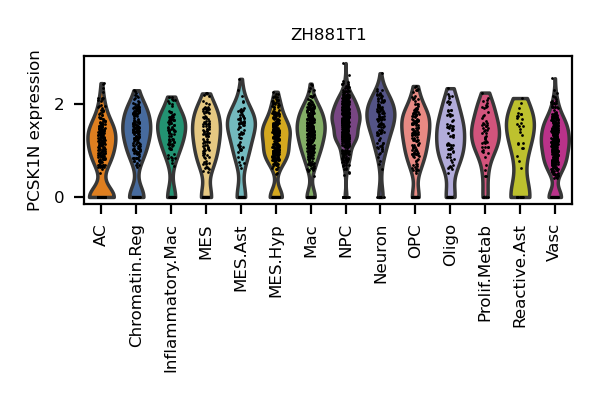 ZH881T1
PCSK1N expression
2
0
AC
Chromatin.Reg
Inflammatory.Mac
MES
MES.Ast
MES.Hyp
Mac
NPC
Neuron
OPC
Oligo
Prolif.Metab
Reactive.Ast
Vasc